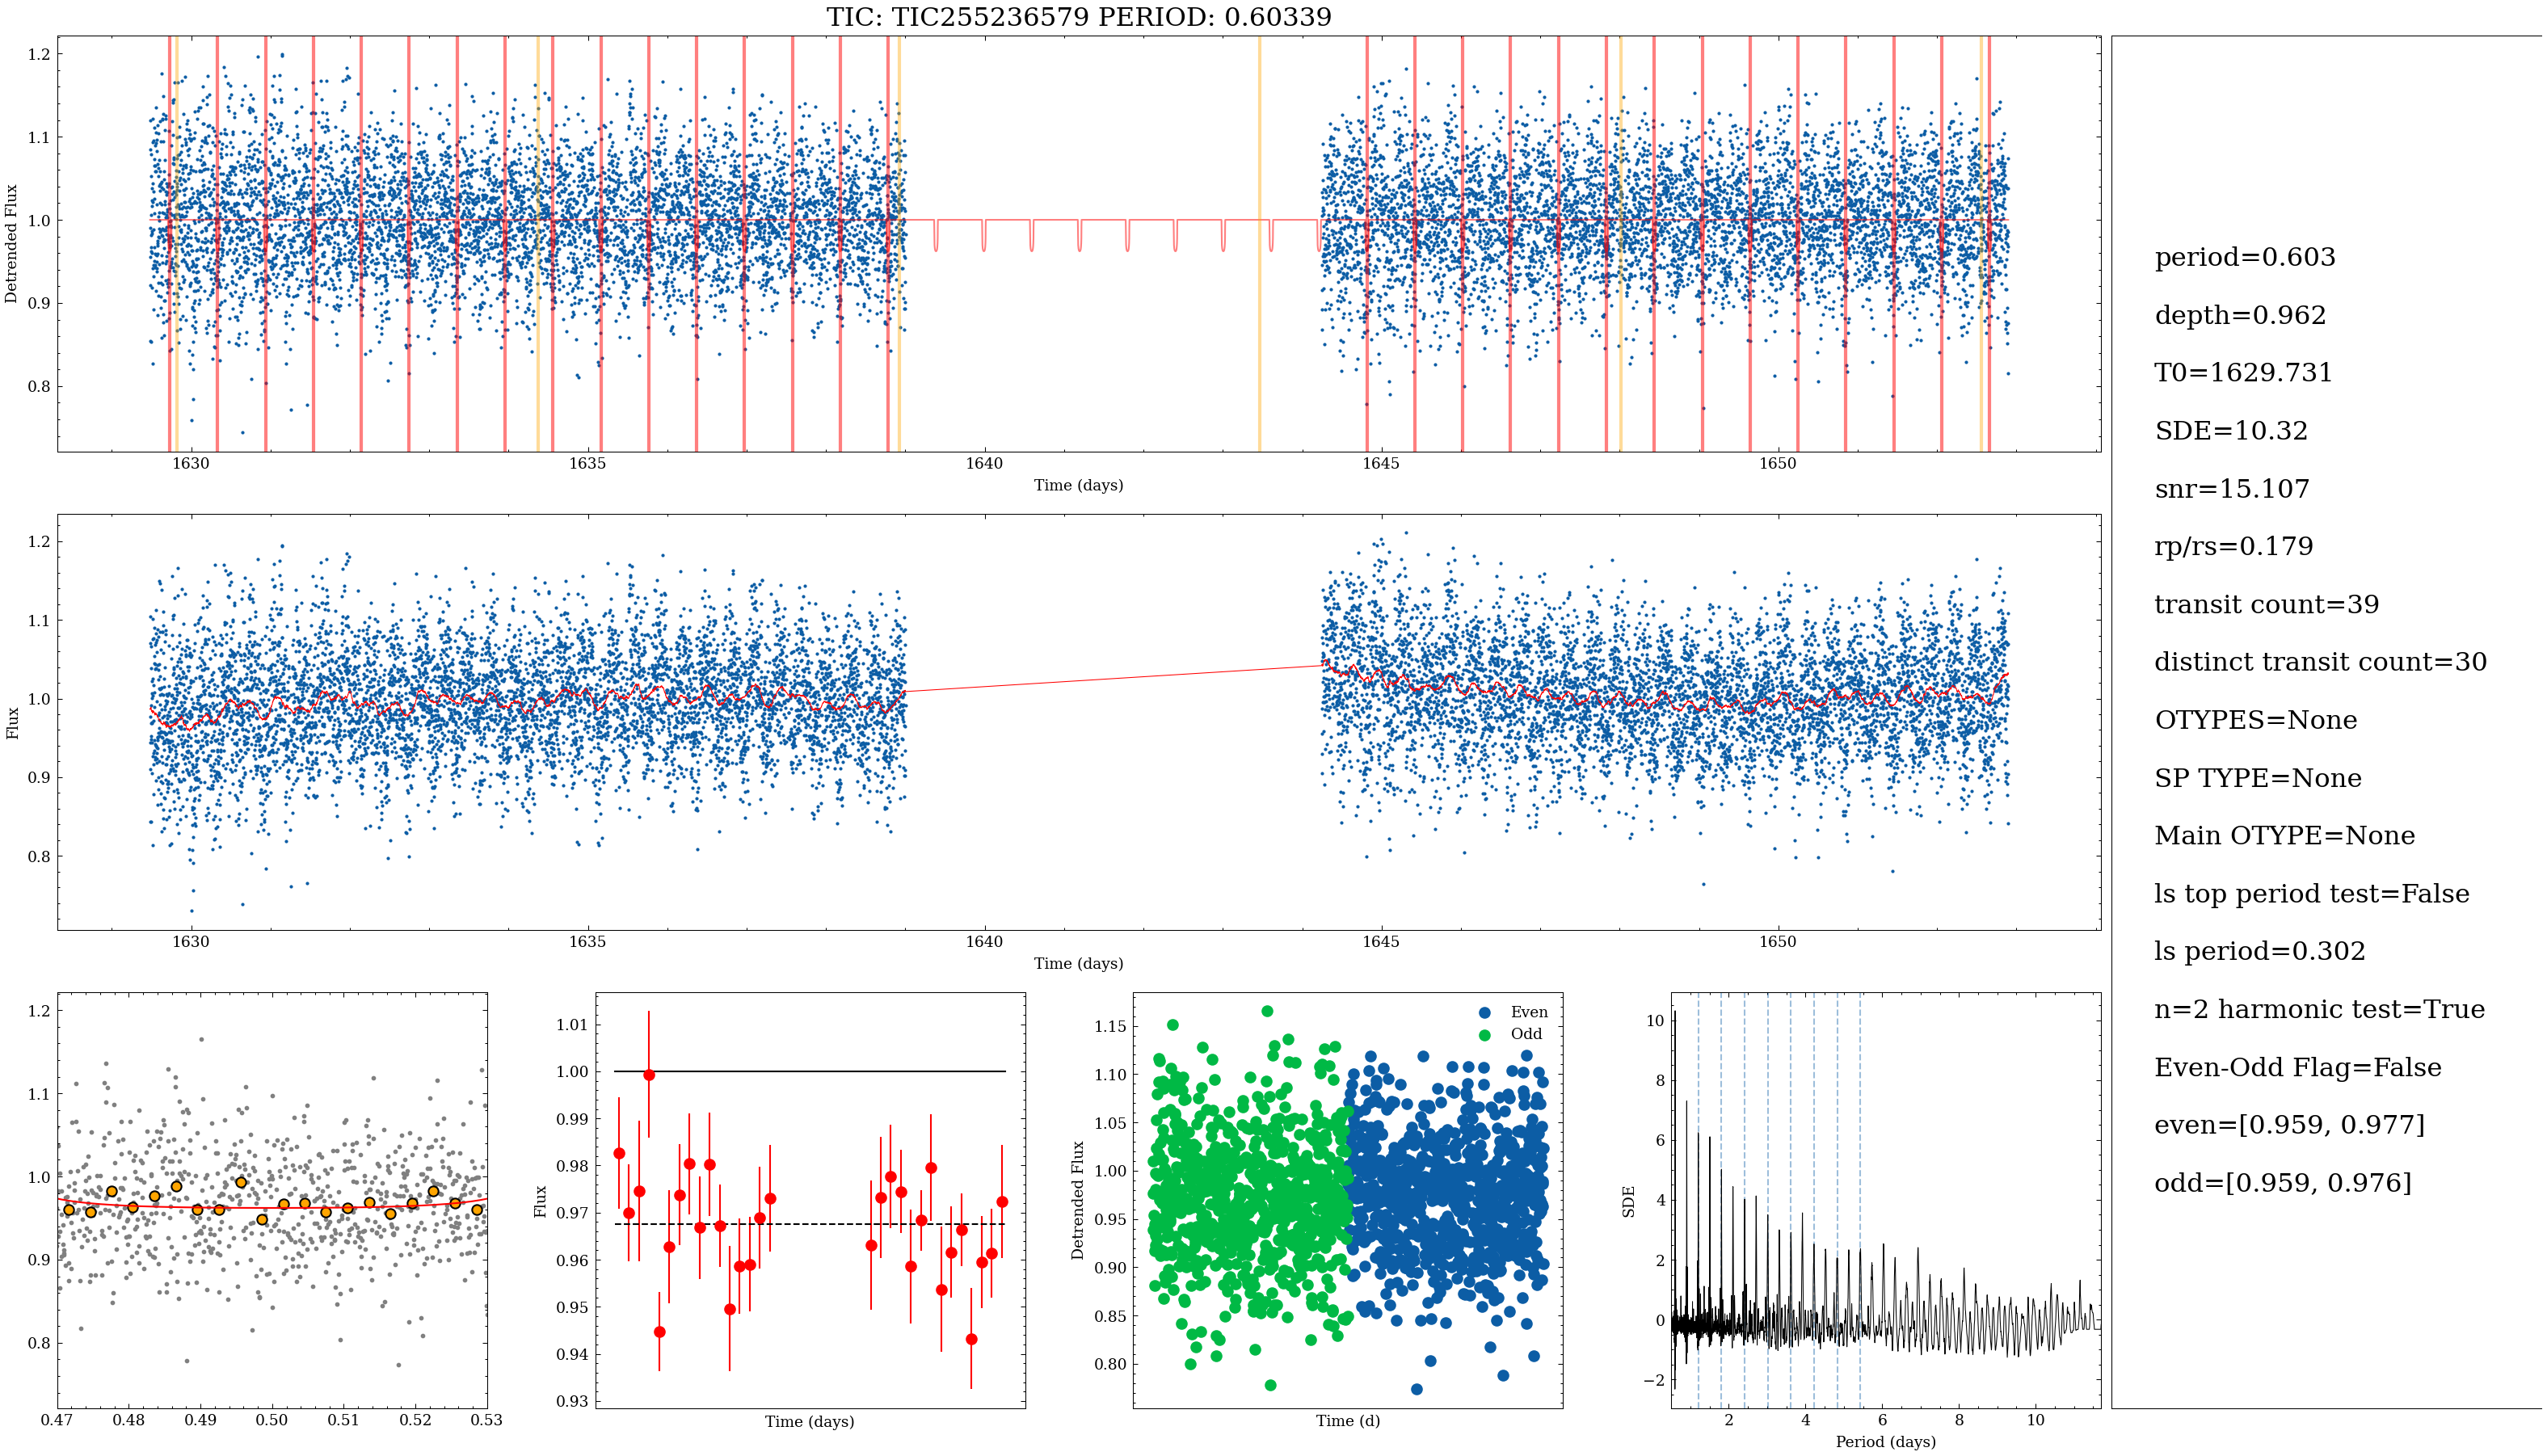 TIC: TIC255236579 PERIOD: 0.60339
1.2
1.1
1.0
0.9
0.8
Detrended Flux
1630
1635
1640
1645
1650
Time (days)
1.2
1.1
1.0
0.9
0.8
Flux
1630
1635
1640
1645
1650
Time (days)
1.2
1.1
1.0
0.9
0.8
0.47
0.48
0.49
0.50
0.51
0.52
0.53
1.01
1.00
0.99
0.98
0.97
0.96
0.95
0.94
0.93
Flux
Time (days)
Even
Odd
1.15
1.10
1.05
1.00
0.95
0.90
0.85
0.80
Detrended Flux
Time (d)
10
8
6
4
2
0
−2
SDE
2
4
6
8
10
Period (days)
period=0.603
depth=0.962
T0=1629.731
SDE=10.32
snr=15.107
rp/rs=0.179
transit count=39
distinct transit count=30
OTYPES=None
SP TYPE=None
Main OTYPE=None
ls top period test=False
ls period=0.302
n=2 harmonic test=True
Even-Odd Flag=False
even=[0.959, 0.977]
odd=[0.959, 0.976]